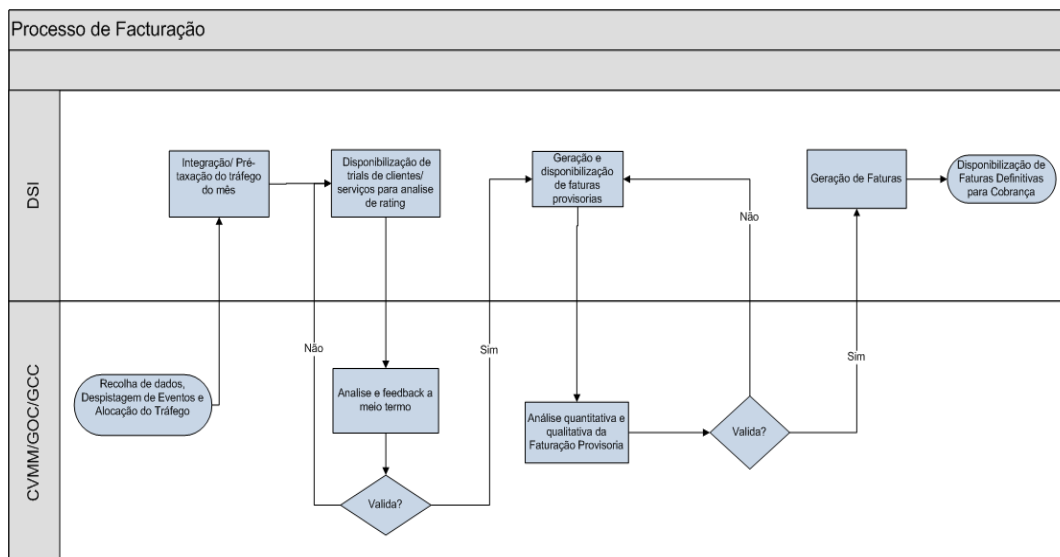 Processo de Facturação
DSI
Integração/ Pré-
taxação do tráfego
do mês
Disponibilização de
trials de clientes/
serviços para analise
de rating
Geração e
disponibilização
de faturas
provisorias
Geração de Faturas
Disponibilização de
Faturas Definitivas
para Cobrança
Não
CVMM/GOC/GCC
Recolha de dados,
Despistagem de Eventos e
Alocação do Tráfego
Não
Analise e feedback a
meio termo
Valida?
Sim
Análise quantitativa e
qualitativa da
Faturação Provisoria
Valida?
Sim